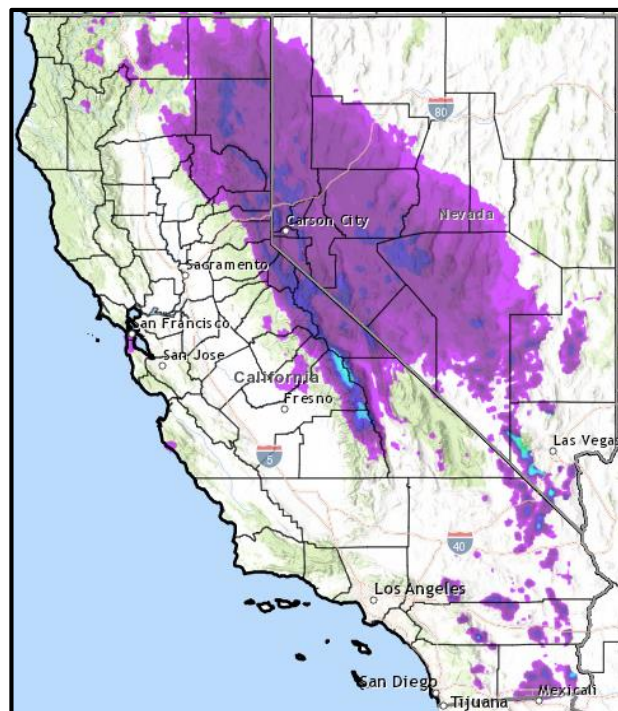 80
Carson City
Nevada
Sacramento
San Francisco
San Jose
California
Fresno
5
Las Vegas
40
Los Angeles
San Diego
Mexicali
Tijuana